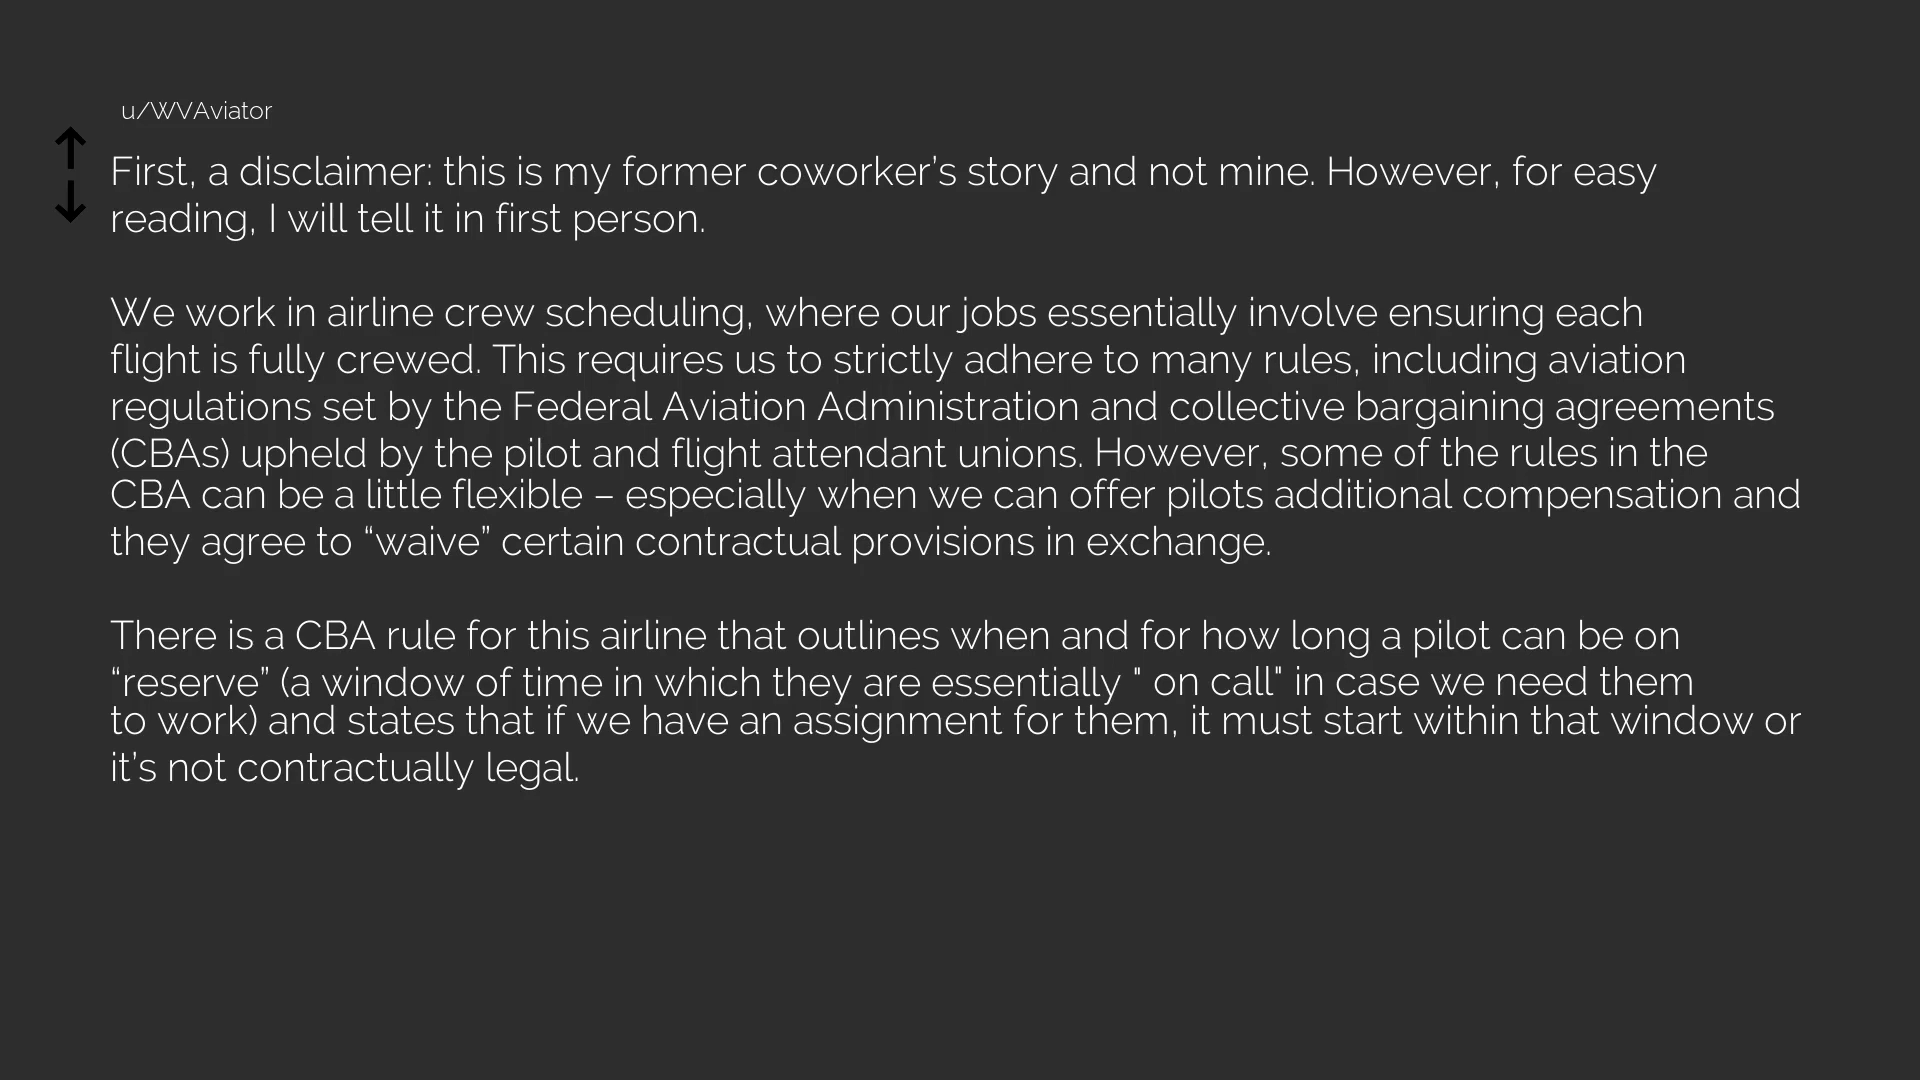 u/WVAviator
First, a disclaimer: this is my former coworker’s story and not mine. However, for easy
reading, I will tell it in first person.
We work in airline crew scheduling, where our jobs essentially involve ensuring each
flight is fully crewed. This requires us to strictly adhere to many rules, including aviation
regulations set by the Federal Aviation Administration and collective bargaining agreements
(CBAs) upheld by the pilot and flight attendant unions. However, some of the rules in the
CBA can be a little flexible – especially when we can offer pilots additional compensation and
they agree to “waive” certain contractual provisions in exchange.
There is a CBA rule for this airline that outlines when and for how long a pilot can be on
“reserve” (a window of time in which they are essentially " on call" in case we need them
to work) and states that if we have an assignment for them, it must start within that window or
it’s not contractually legal.